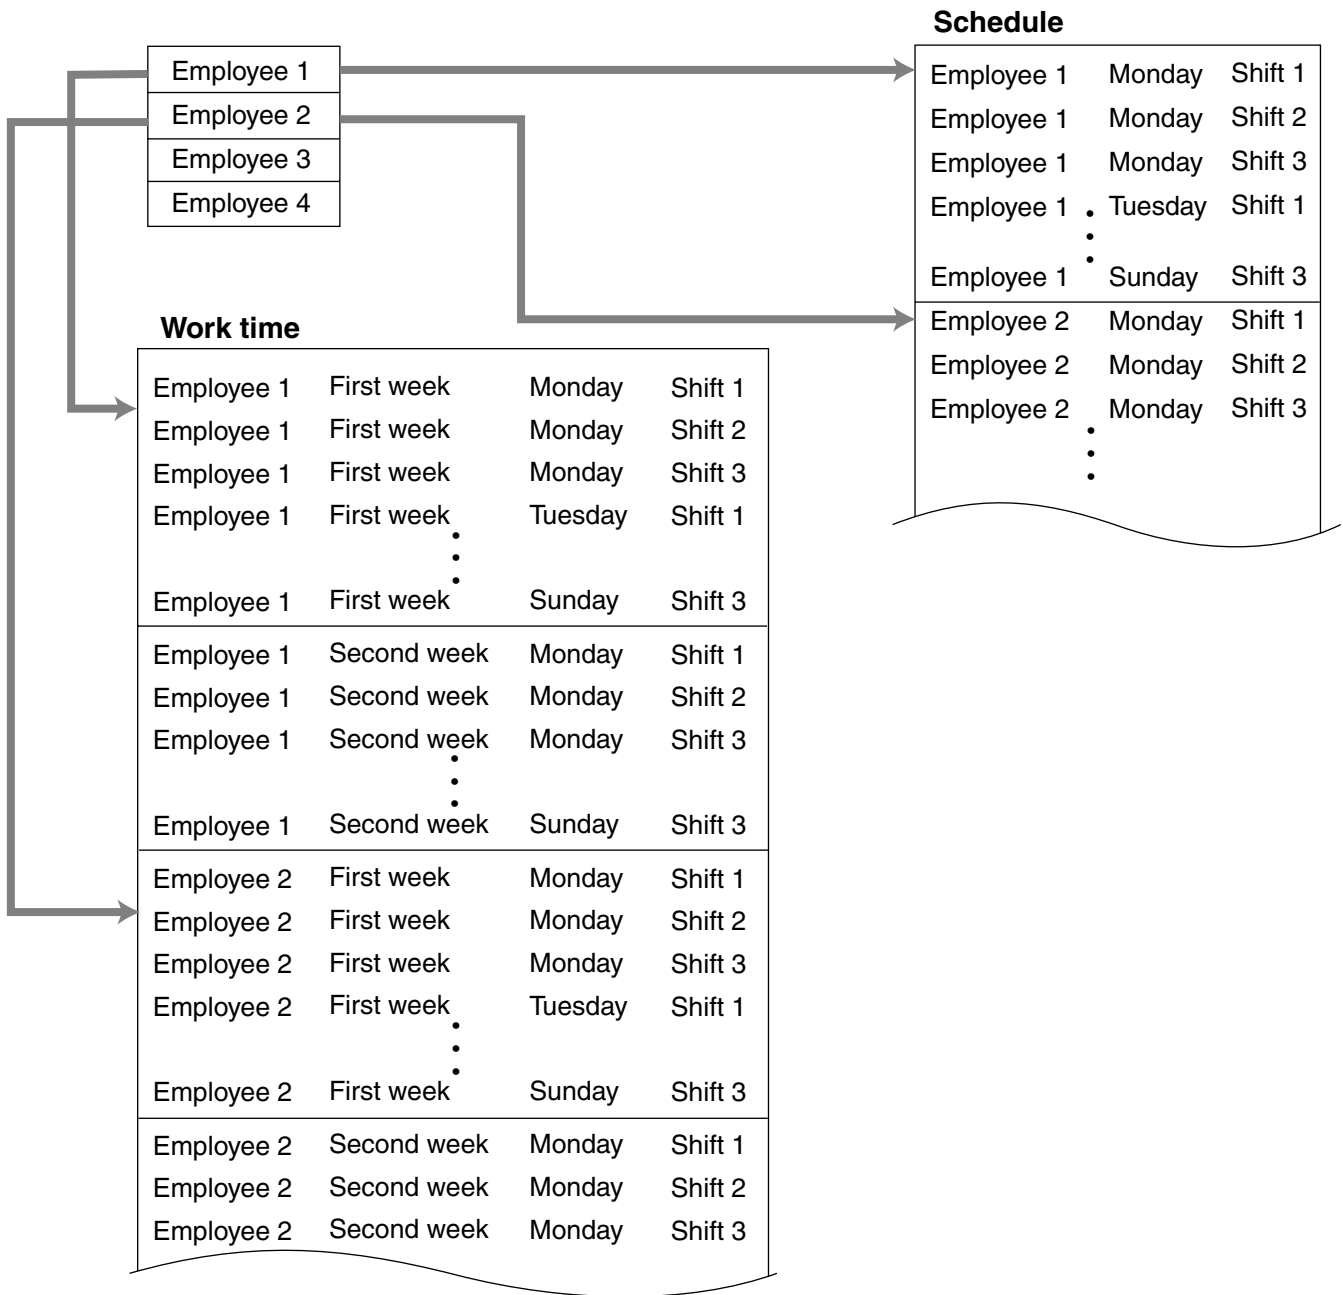 Schedule
Employee 1
Employee 2
Employee 3
Employee 4
Employee 1 Monday Shift 1
Employee 1 Monday Shift 2
Employee 1 Monday Shift 3
Employee 1 Tuesday Shift 1
Employee 1 Sunday Shift 3
Employee 2 Monday Shift 1
Employee 2 Monday Shift 2
Employee 2 Monday Shift 3
Work time
Employee 1 First week Monday Shift 1
Employee 1 First week Monday Shift 2
Employee 1 First week Monday Shift 3
Employee 1 First week Tuesday Shift 1
Employee 1 First week Sunday Shift 3
Employee 1 Second week Monday Shift 1
Employee 1 Second week Monday Shift 2
Employee 1 Second week Monday Shift 3
Employee 1 Second week Sunday Shift 3
Employee 2 First week Monday Shift 1
Employee 2 First week Monday Shift 2
Employee 2 First week Monday Shift 3
Employee 2 First week Tuesday Shift 1
Employee 2 First week Sunday Shift 3
Employee 2 Second week Monday Shift 1
Employee 2 Second week Monday Shift 2
Employee 2 Second week Monday Shift 3